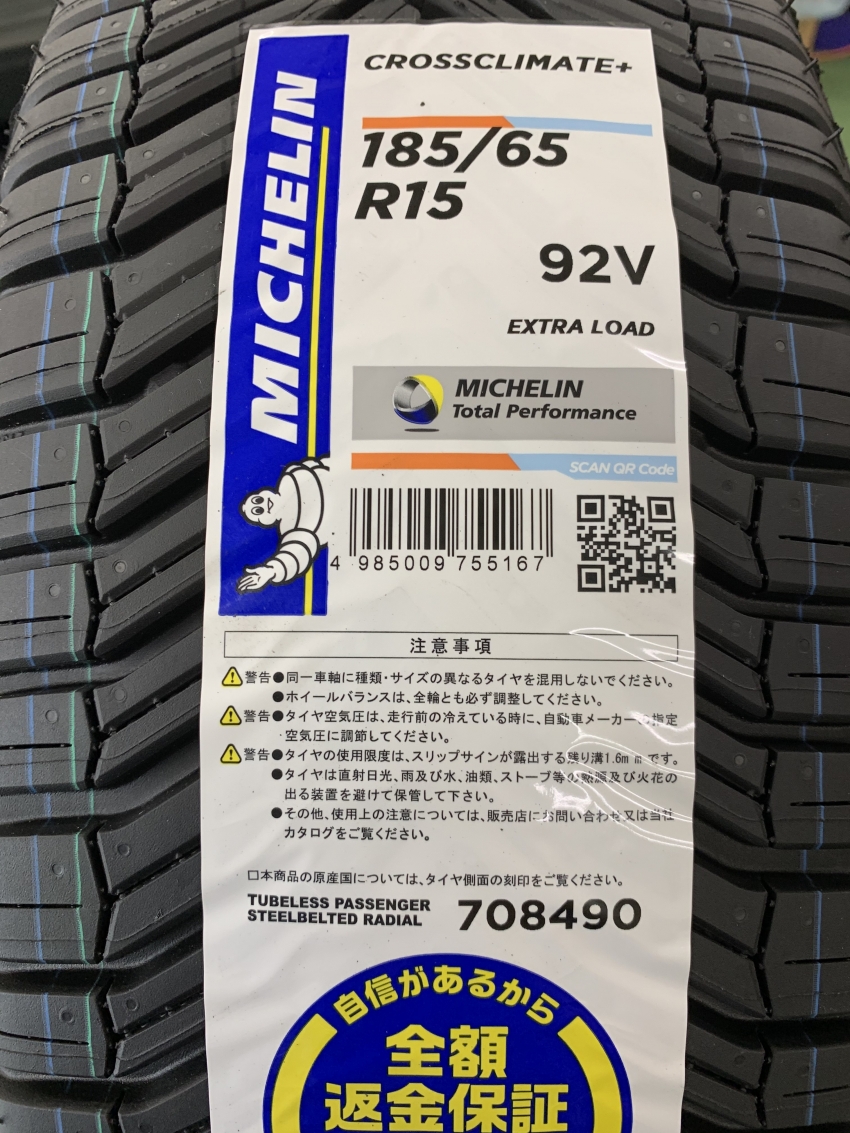 MICHELIN
CROSSCLIMATE+
185/65
R15
92V
EXTRA LOAD
MICHELIN
Total Performance
SCAN QR Code
4 985009 755167
注意事項
警告●同一車軸に種類・サイズの異なるタイヤを混用しないでください。
●ホイールバランスは、全輪とも必ず調整してください。
警告●タイヤ空気圧は、走行前の冷えている時に、自動車メーカーの指定
空気圧に調節してください。
警告●タイヤの使用限度は、スリップサインが露出する残り溝1.6mmです。
●タイヤは直射日光、雨及び水、油類、ストーブ等の熱源及び火花の
出る装置を避けて保管して下さい。
●その他、使用上の注意については、販売店にお問い合わせ又は当社
カタログをご覧ください。
□本商品の原産国については、タイヤ側面の刻印をご覧ください。
TUBELESS PASSENGER
STEELBELTED RADIAL
708490
自信があるから
全額
返金保証